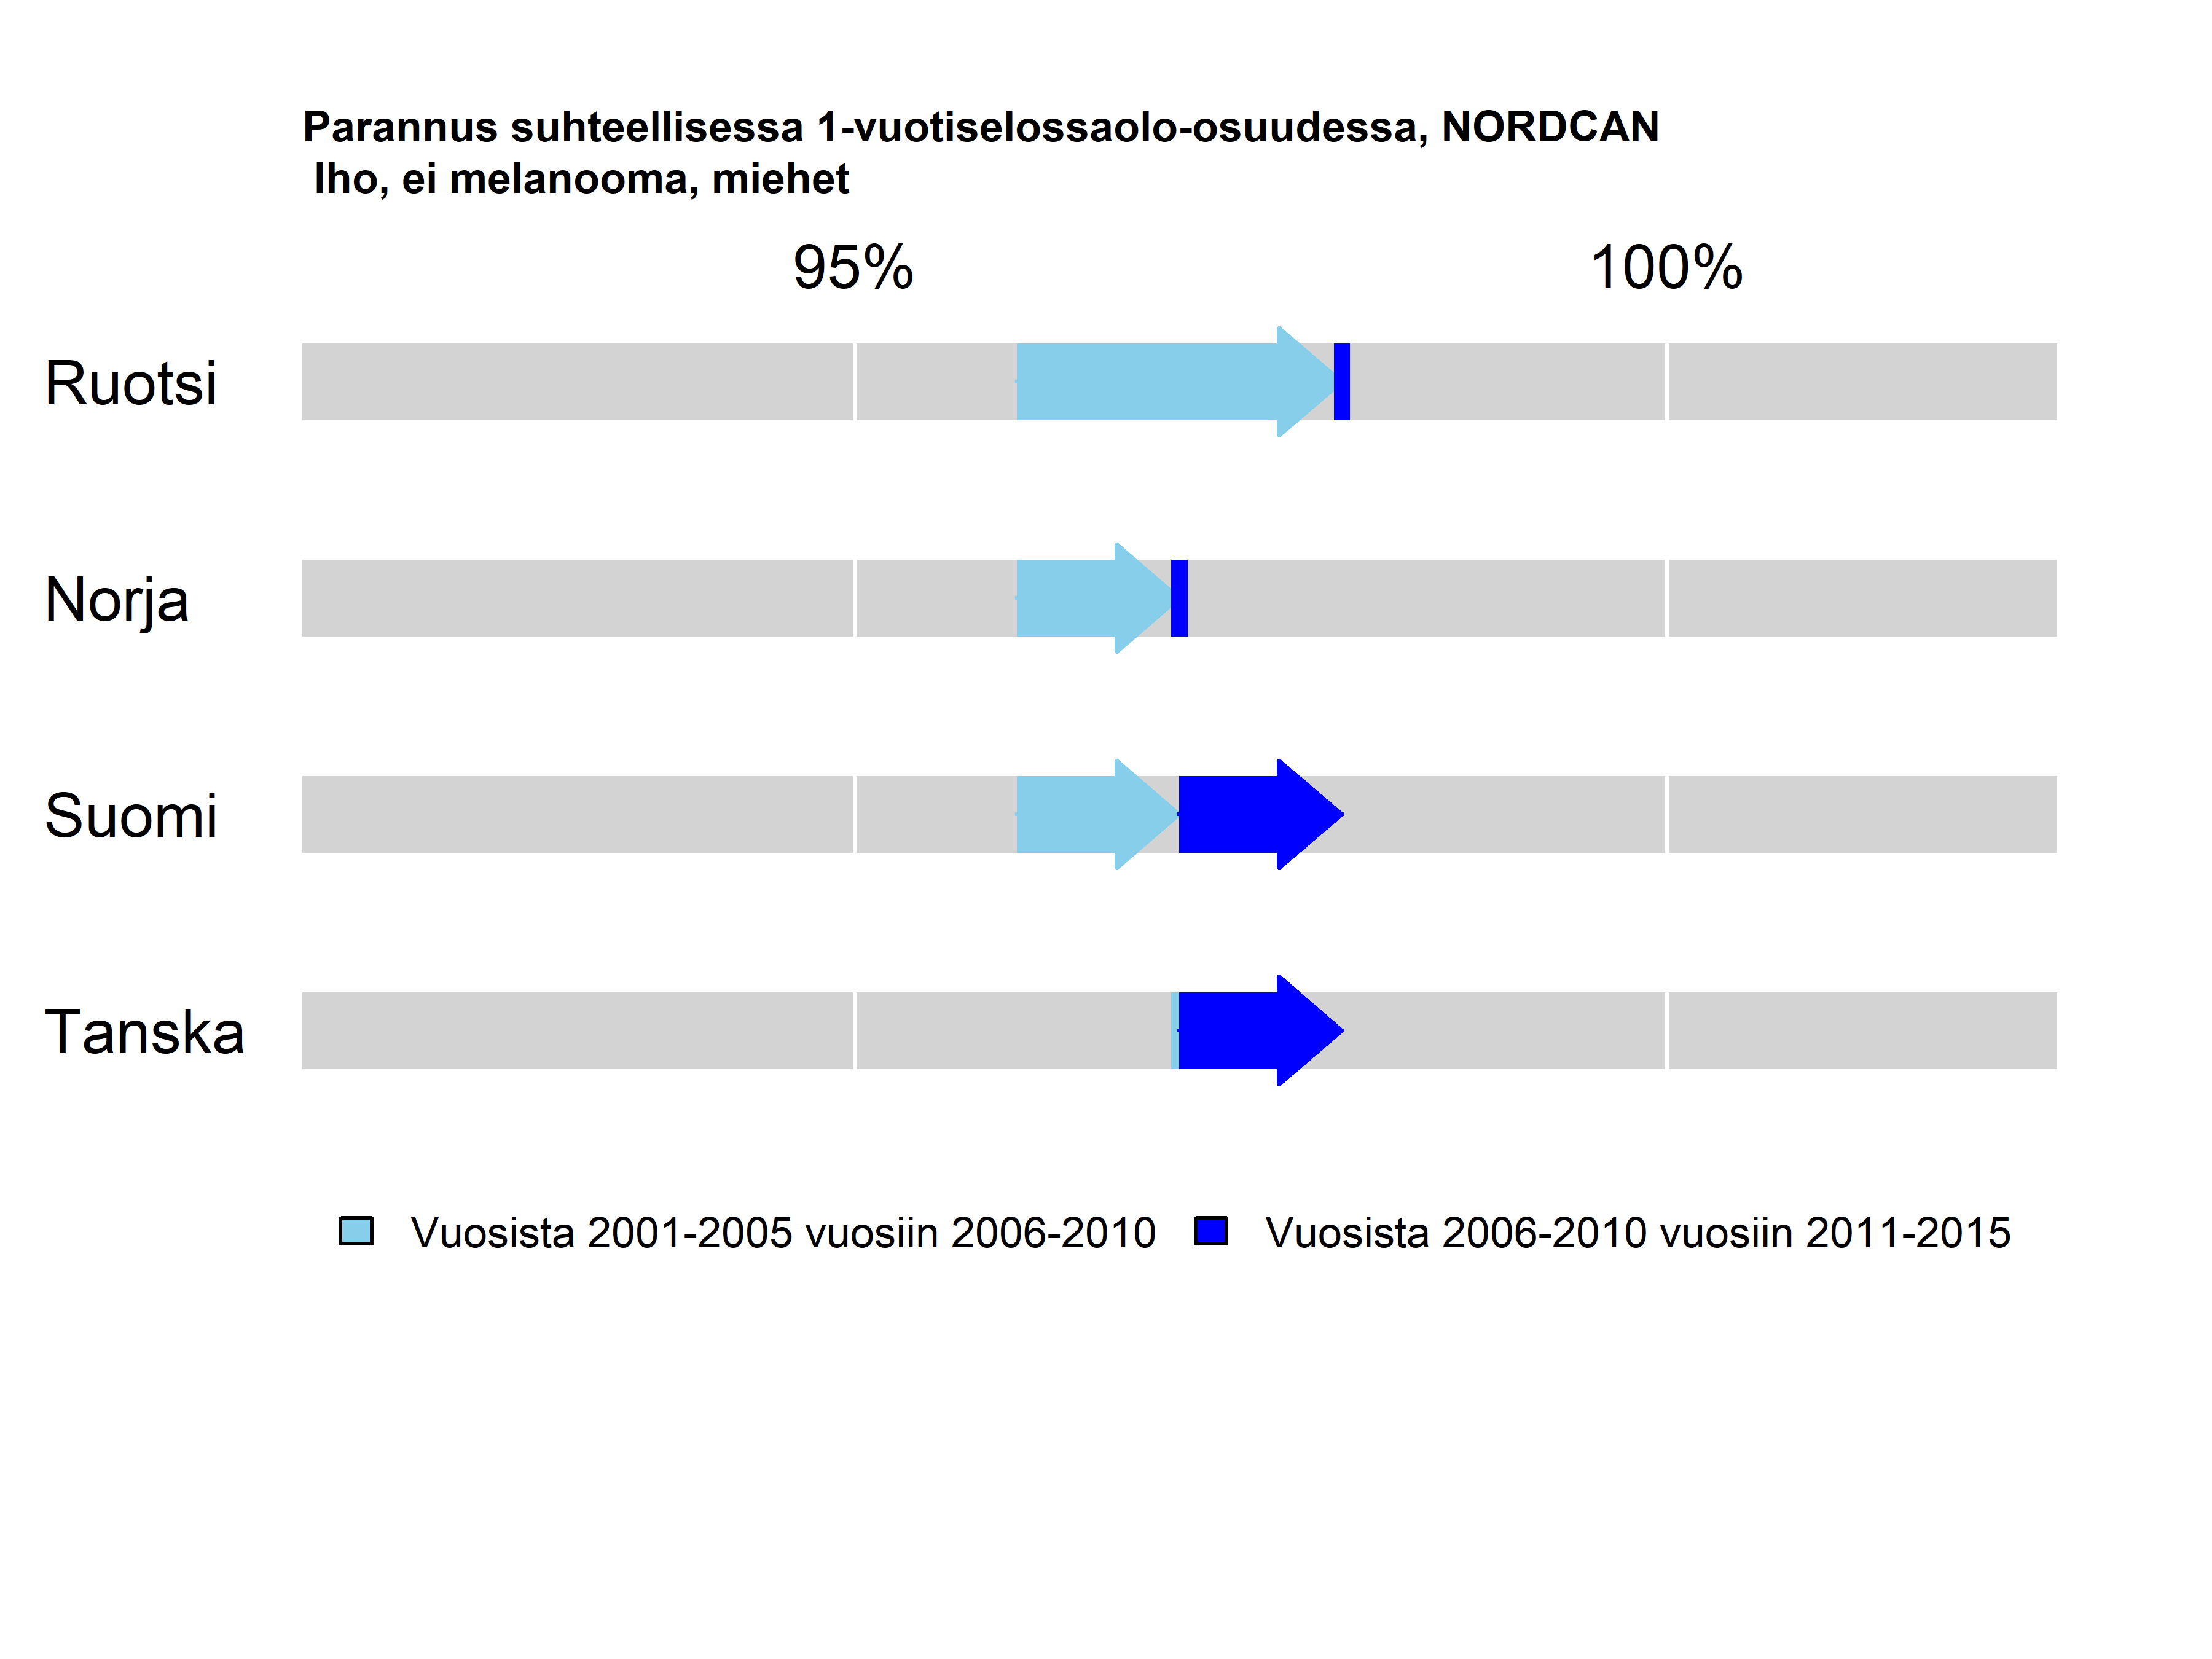 Parannus suhteellisessa 1-vuotiselossaolo-osuudessa, NORDCAN
Iho, ei melanooma, miehet
95% 100%
Ruotsi
Norja
Suomi
Tanska
Vuosista 2001-2005 vuosiin 2006-2010 Vuosista 2006-2010 vuosiin 2011-2015